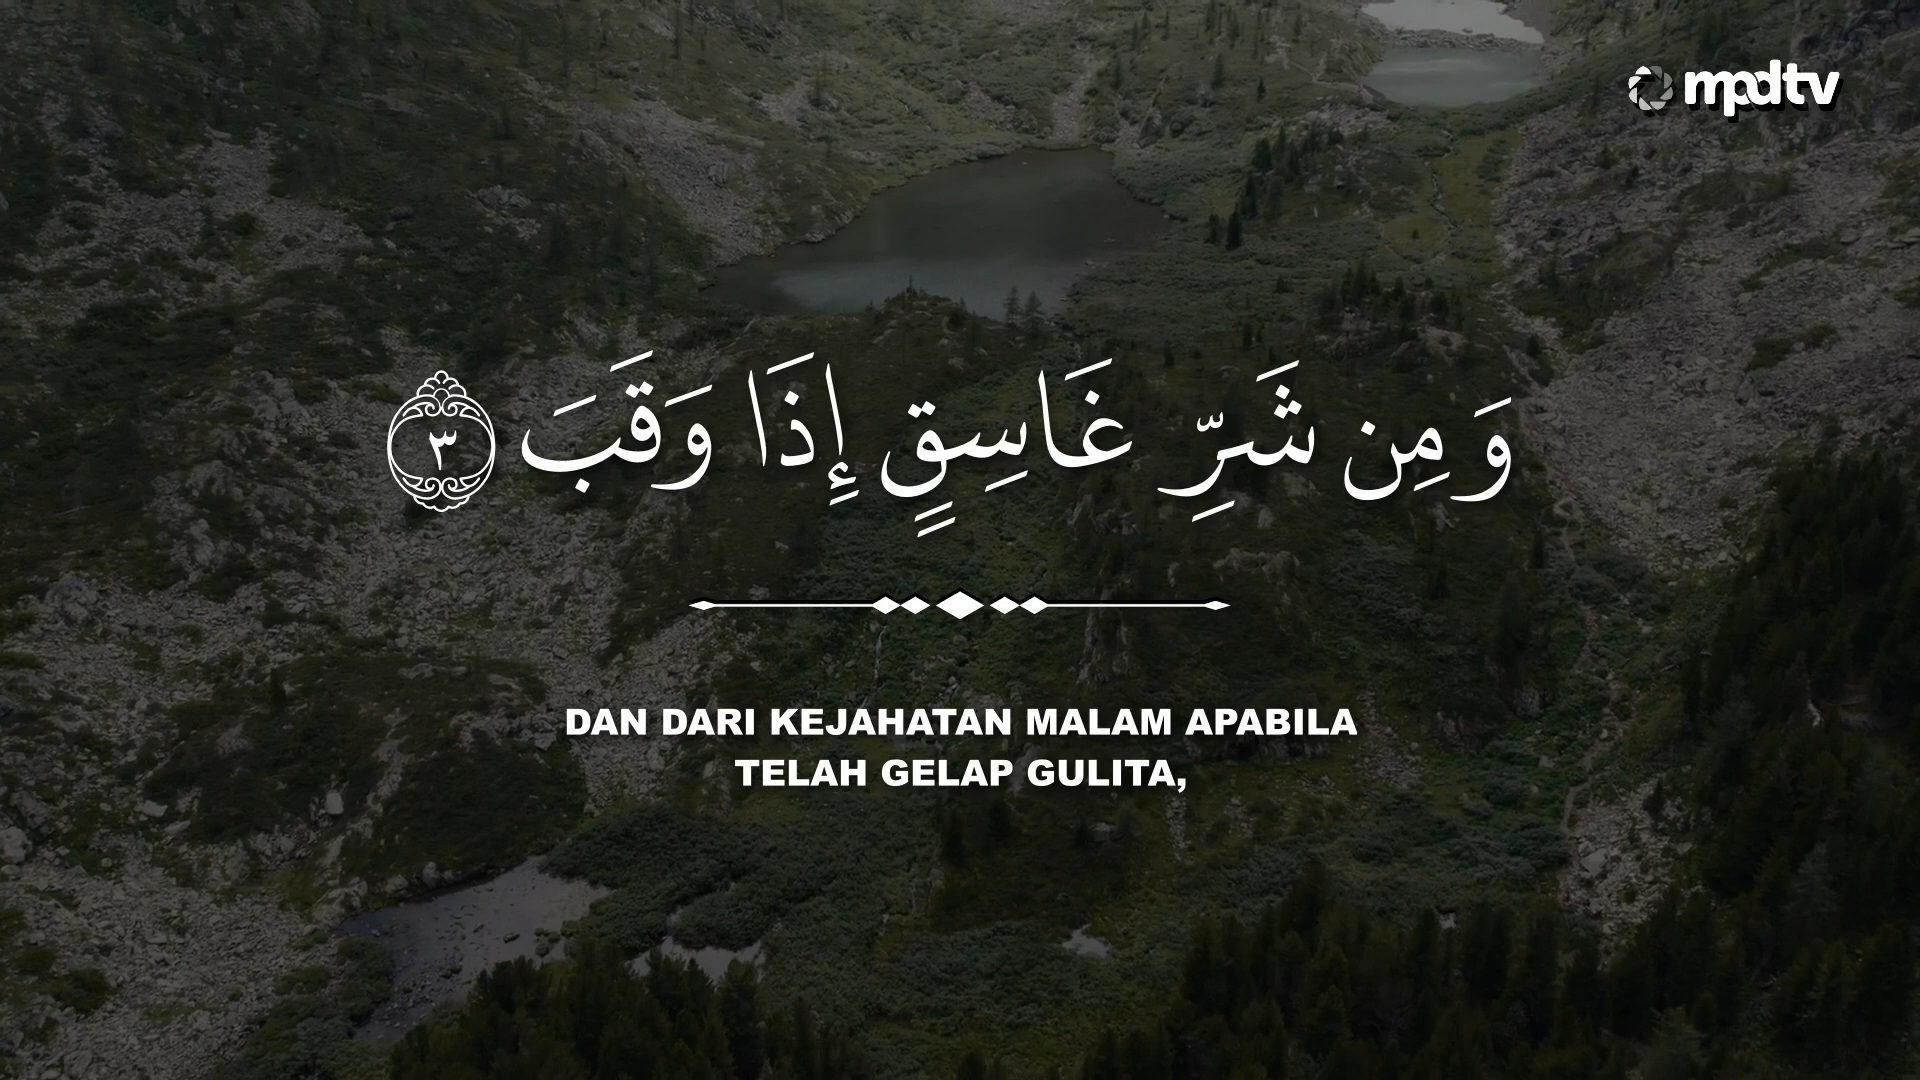 mpdtv
وَ مِن شَرِّ غَاسِقٍ إِذَا وَقَبَ ٣
DAN DARI KEJAHATAN MALAM APABILA
TELAH GELAP GULITA,